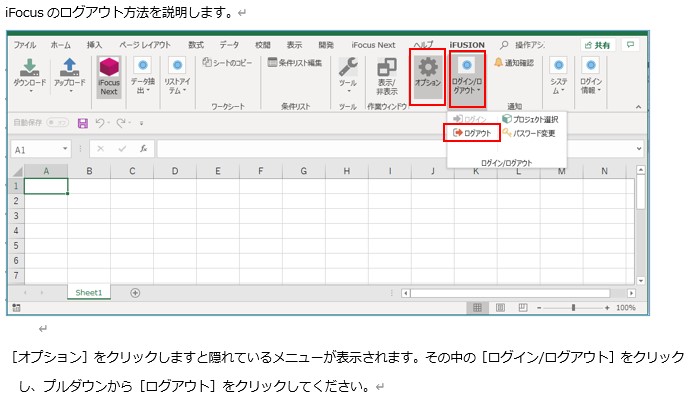 iFocus のログアウト方法を説明します。↵
ファイル ホーム 挿入 ページ レイアウト 数式 データ 校閲 表示 開発 iFocus Next ヘルプ iFUSION 操作アシ 共有
ダウンロード アップロード iFocus Next データ抽出 リストアイテム シートのコピー 条件リスト編集 ツール 表示/非表示 オプション ログイン/ログアウト 通知確認 システム ログイン情報
ワークシート 条件リスト ツール 作業ウィンドウ 通知
自動保存 オフ
ログイン プロジェクト選択
ログアウト パスワード変更
ログイン/ログアウト
A1 fx
A B C D E F G H I J K L M N
1
2
3
4
5
6
7
Sheet1
100%
↵
［オプション］をクリックしますと隠れているメニューが表示されます。その中の［ログイン/ログアウト］をクリック
し、プルダウンから［ログアウト］をクリックしてください。↵